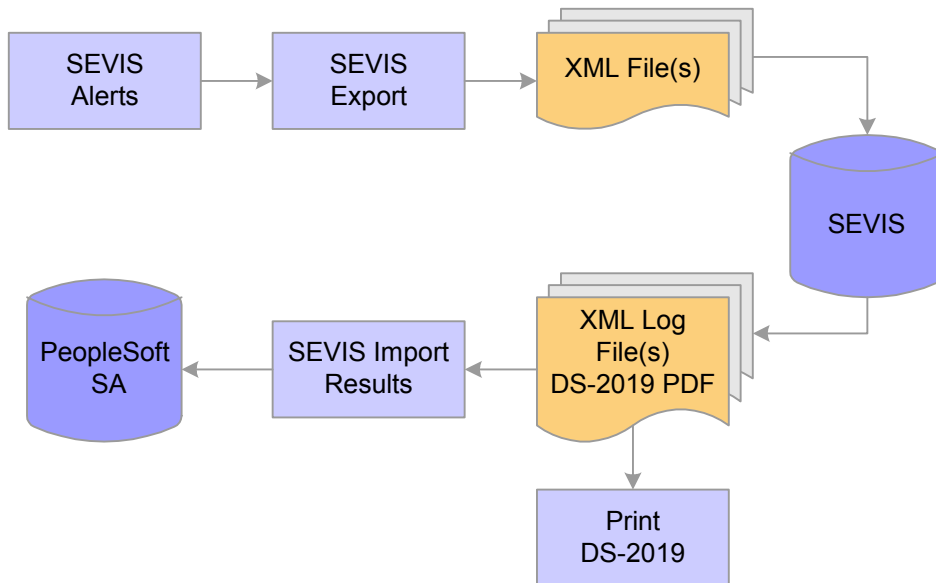 SEVIS
Alerts
SEVIS
Export
XML File(s)
SEVIS
XML Log
File(s)
DS-2019 PDF
SEVIS Import
Results
PeopleSoft
SA
Print
DS-2019